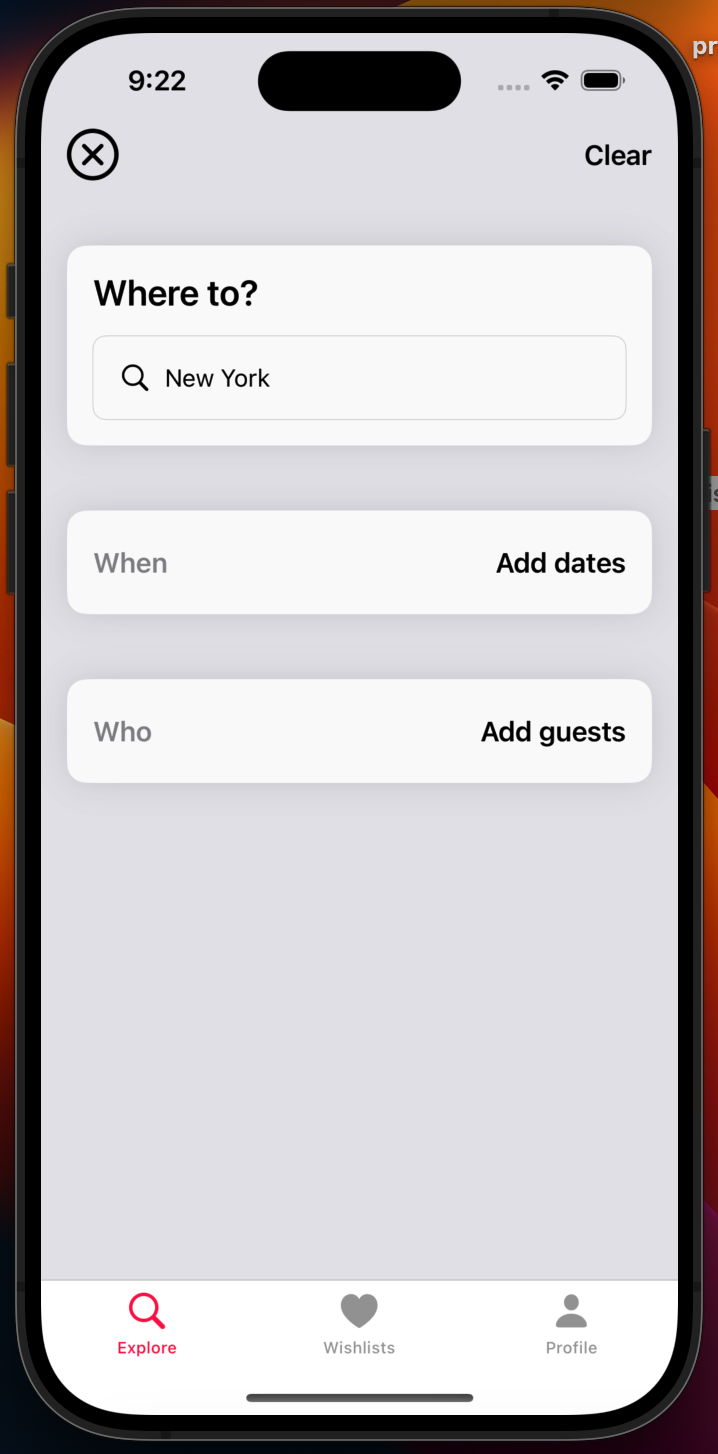 pr
9:22
Clear
Where to?
New York
When Add dates
Who Add guests
Explore Wishlists Profile